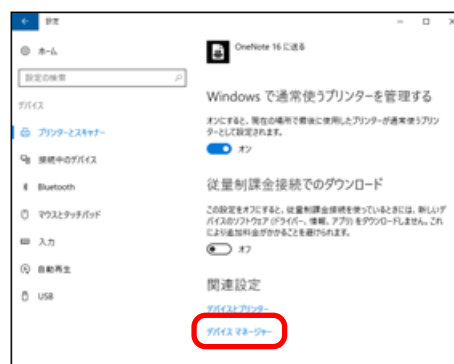 設定
ホーム
設定の検索
デバイス
プリンターとスキャナー
接続中のデバイス
Bluetooth
マウスとタッチパッド
入力
自動再生
USB
OneNote 16 に送る
Windows で通常使うプリンターを管理する
オンにすると、現在の場所で最後に使用したプリンターが通常使うプリン
ターとして設定されます。
オン
従量制課金接続でのダウンロード
この設定をオフにすると、従量制課金接続を使っているときには、新しいデ
バイスのソフトウェア (ドライバー、情報、アプリ) をダウンロードしません。これ
により追加料金がかかることを避けられます。
オフ
関連設定
デバイスとプリンター
デバイス マネージャー